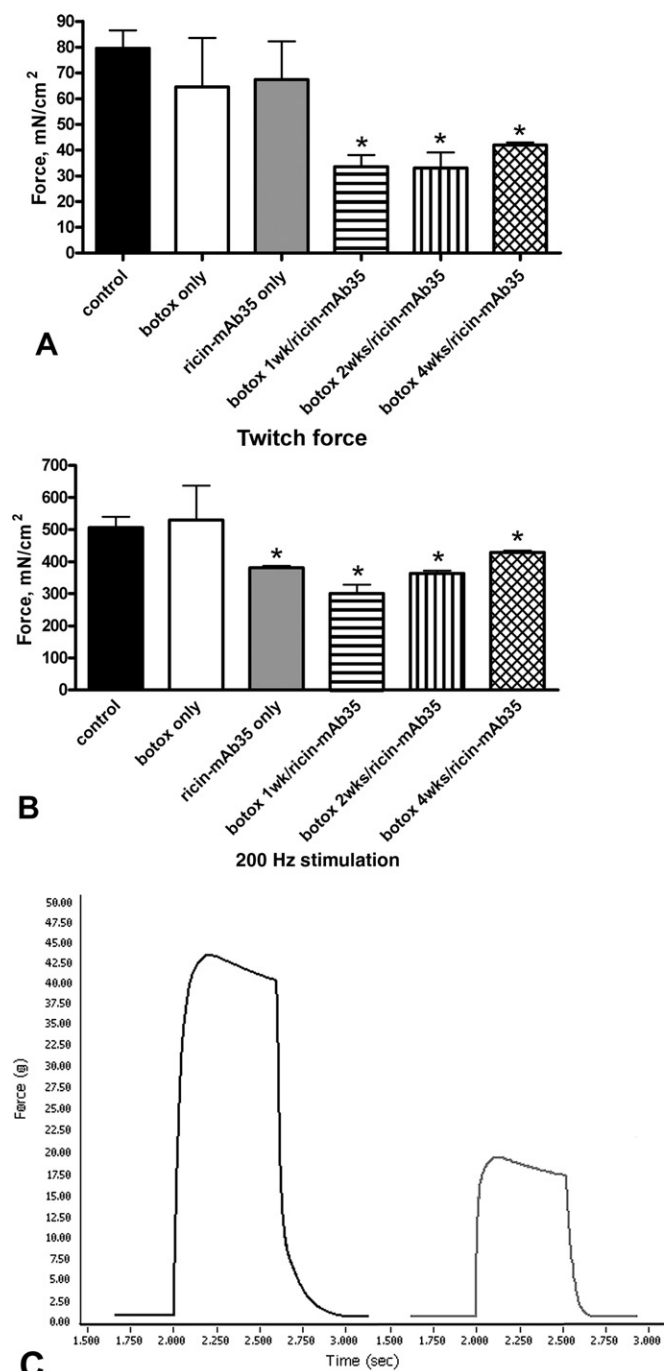 90
80
70
60
50
40
30
20
10
0
Force, mN/cm²
* * *
control
botox only
ricin-mAb35 only
botox 1wk/ricin-mAb35
botox 2wks/ricin-mAb35
botox 4wks/ricin-mAb35
A
Twitch force
700
600
500
400
300
200
100
0
Force, mN/cm²
* * * *
control
botox only
ricin-mAb35 only
botox 1wk/ricin-mAb35
botox 2wks/ricin-mAb35
botox 4wks/ricin-mAb35
B
200 Hz stimulation
50.00
47.50
45.00
42.50
40.00
37.50
35.00
32.50
30.00
27.50
25.00
22.50
20.00
17.50
15.00
12.50
10.00
7.50
5.00
2.50
0.00
Force (g)
1.500 1.750 2.000 2.250 2.500 2.750 3.000 1.500 1.750 2.000 2.250 2.500 2.750 3.000
Time (sec)
C